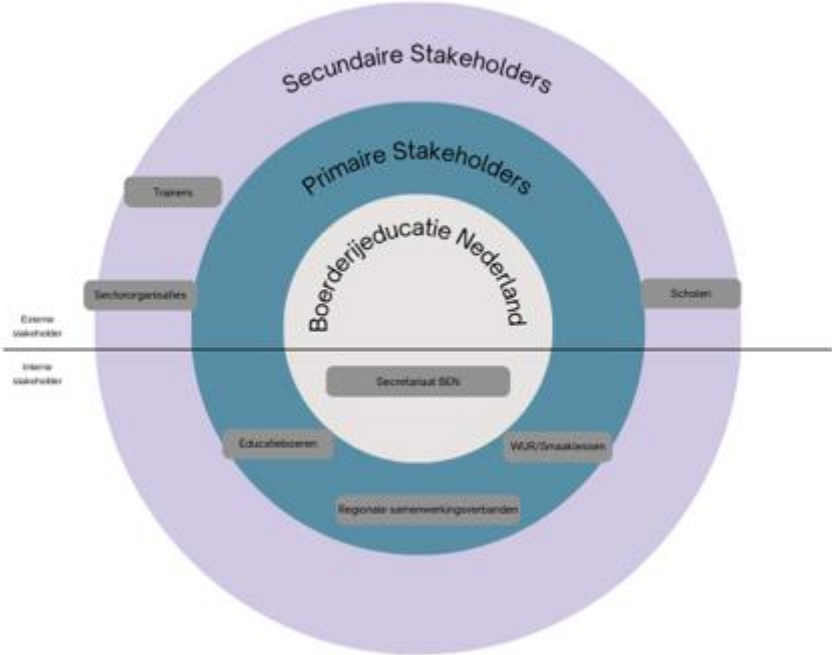 Secundaire Stakeholders
Primaire Stakeholders
Boerderijeducatie Nederland
Trainers
Sectororganisaties
Scholen
Externe
stakeholder
Interne
stakeholder
Secretariaat BEN
Educatieboeren
WUR/Smaaklessen
Regionale samenwerkingsverbanden